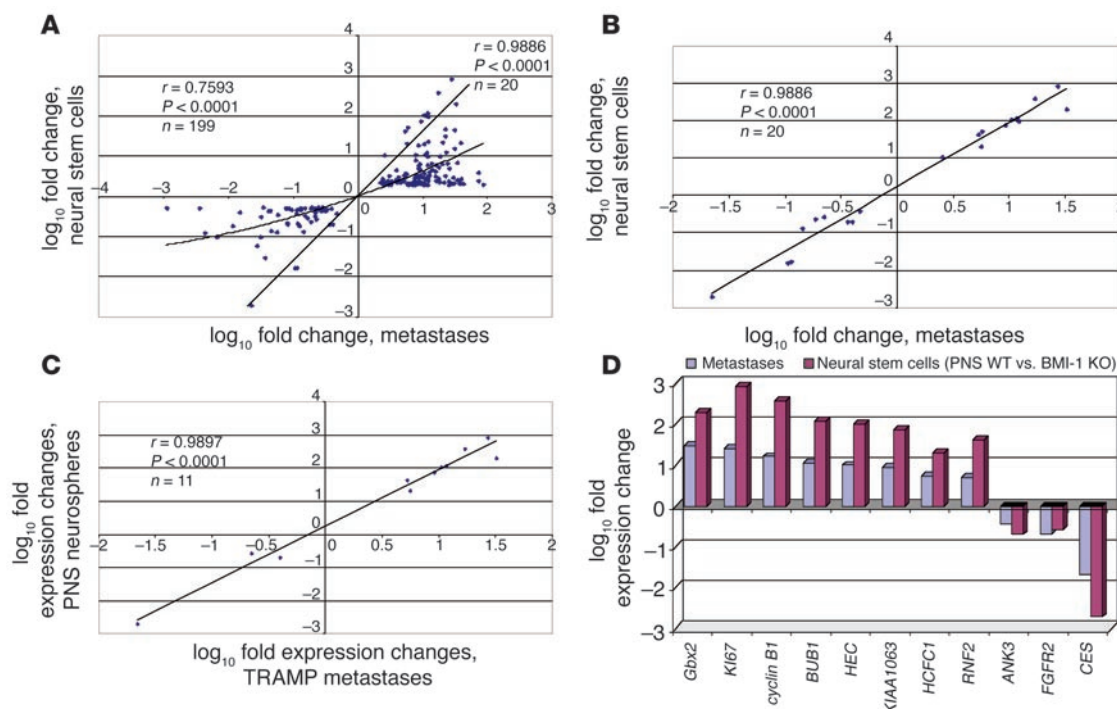 A
log10 fold change,
neural stem cells
4
3
2
1
0
–1
–2
–3
–4 –3 –2 –1 0 1 2 3
r = 0.7593
P < 0.0001
n = 199
r = 0.9886
P < 0.0001
n = 20
log10 fold change, metastases
B
log10 fold change,
neural stem cells
4
3
2
1
0
–1
–2
–3
–2 –1.5 –1 –0.5 0 0.5 1 1.5 2
r = 0.9886
P < 0.0001
n = 20
log10 fold change, metastases
C
log10 fold
expression changes,
PNS neurospheres
4
3
2
1
0
–1
–2
–3
–2 –1.5 –1 –0.5 0 0.5 1 1.5 2
r = 0.9897
P < 0.0001
n = 11
log10 fold expression changes,
TRAMP metastases
D
Metastases Neural stem cells (PNS WT vs. BMI-1 KO)
log10 fold
expression change
3
2
1
0
–1
–2
–3
Gbx2
KI67
cyclin B1
BUB1
HEC
KIAA1063
HCFC1
RNF2
ANK3
FGFR2
CES